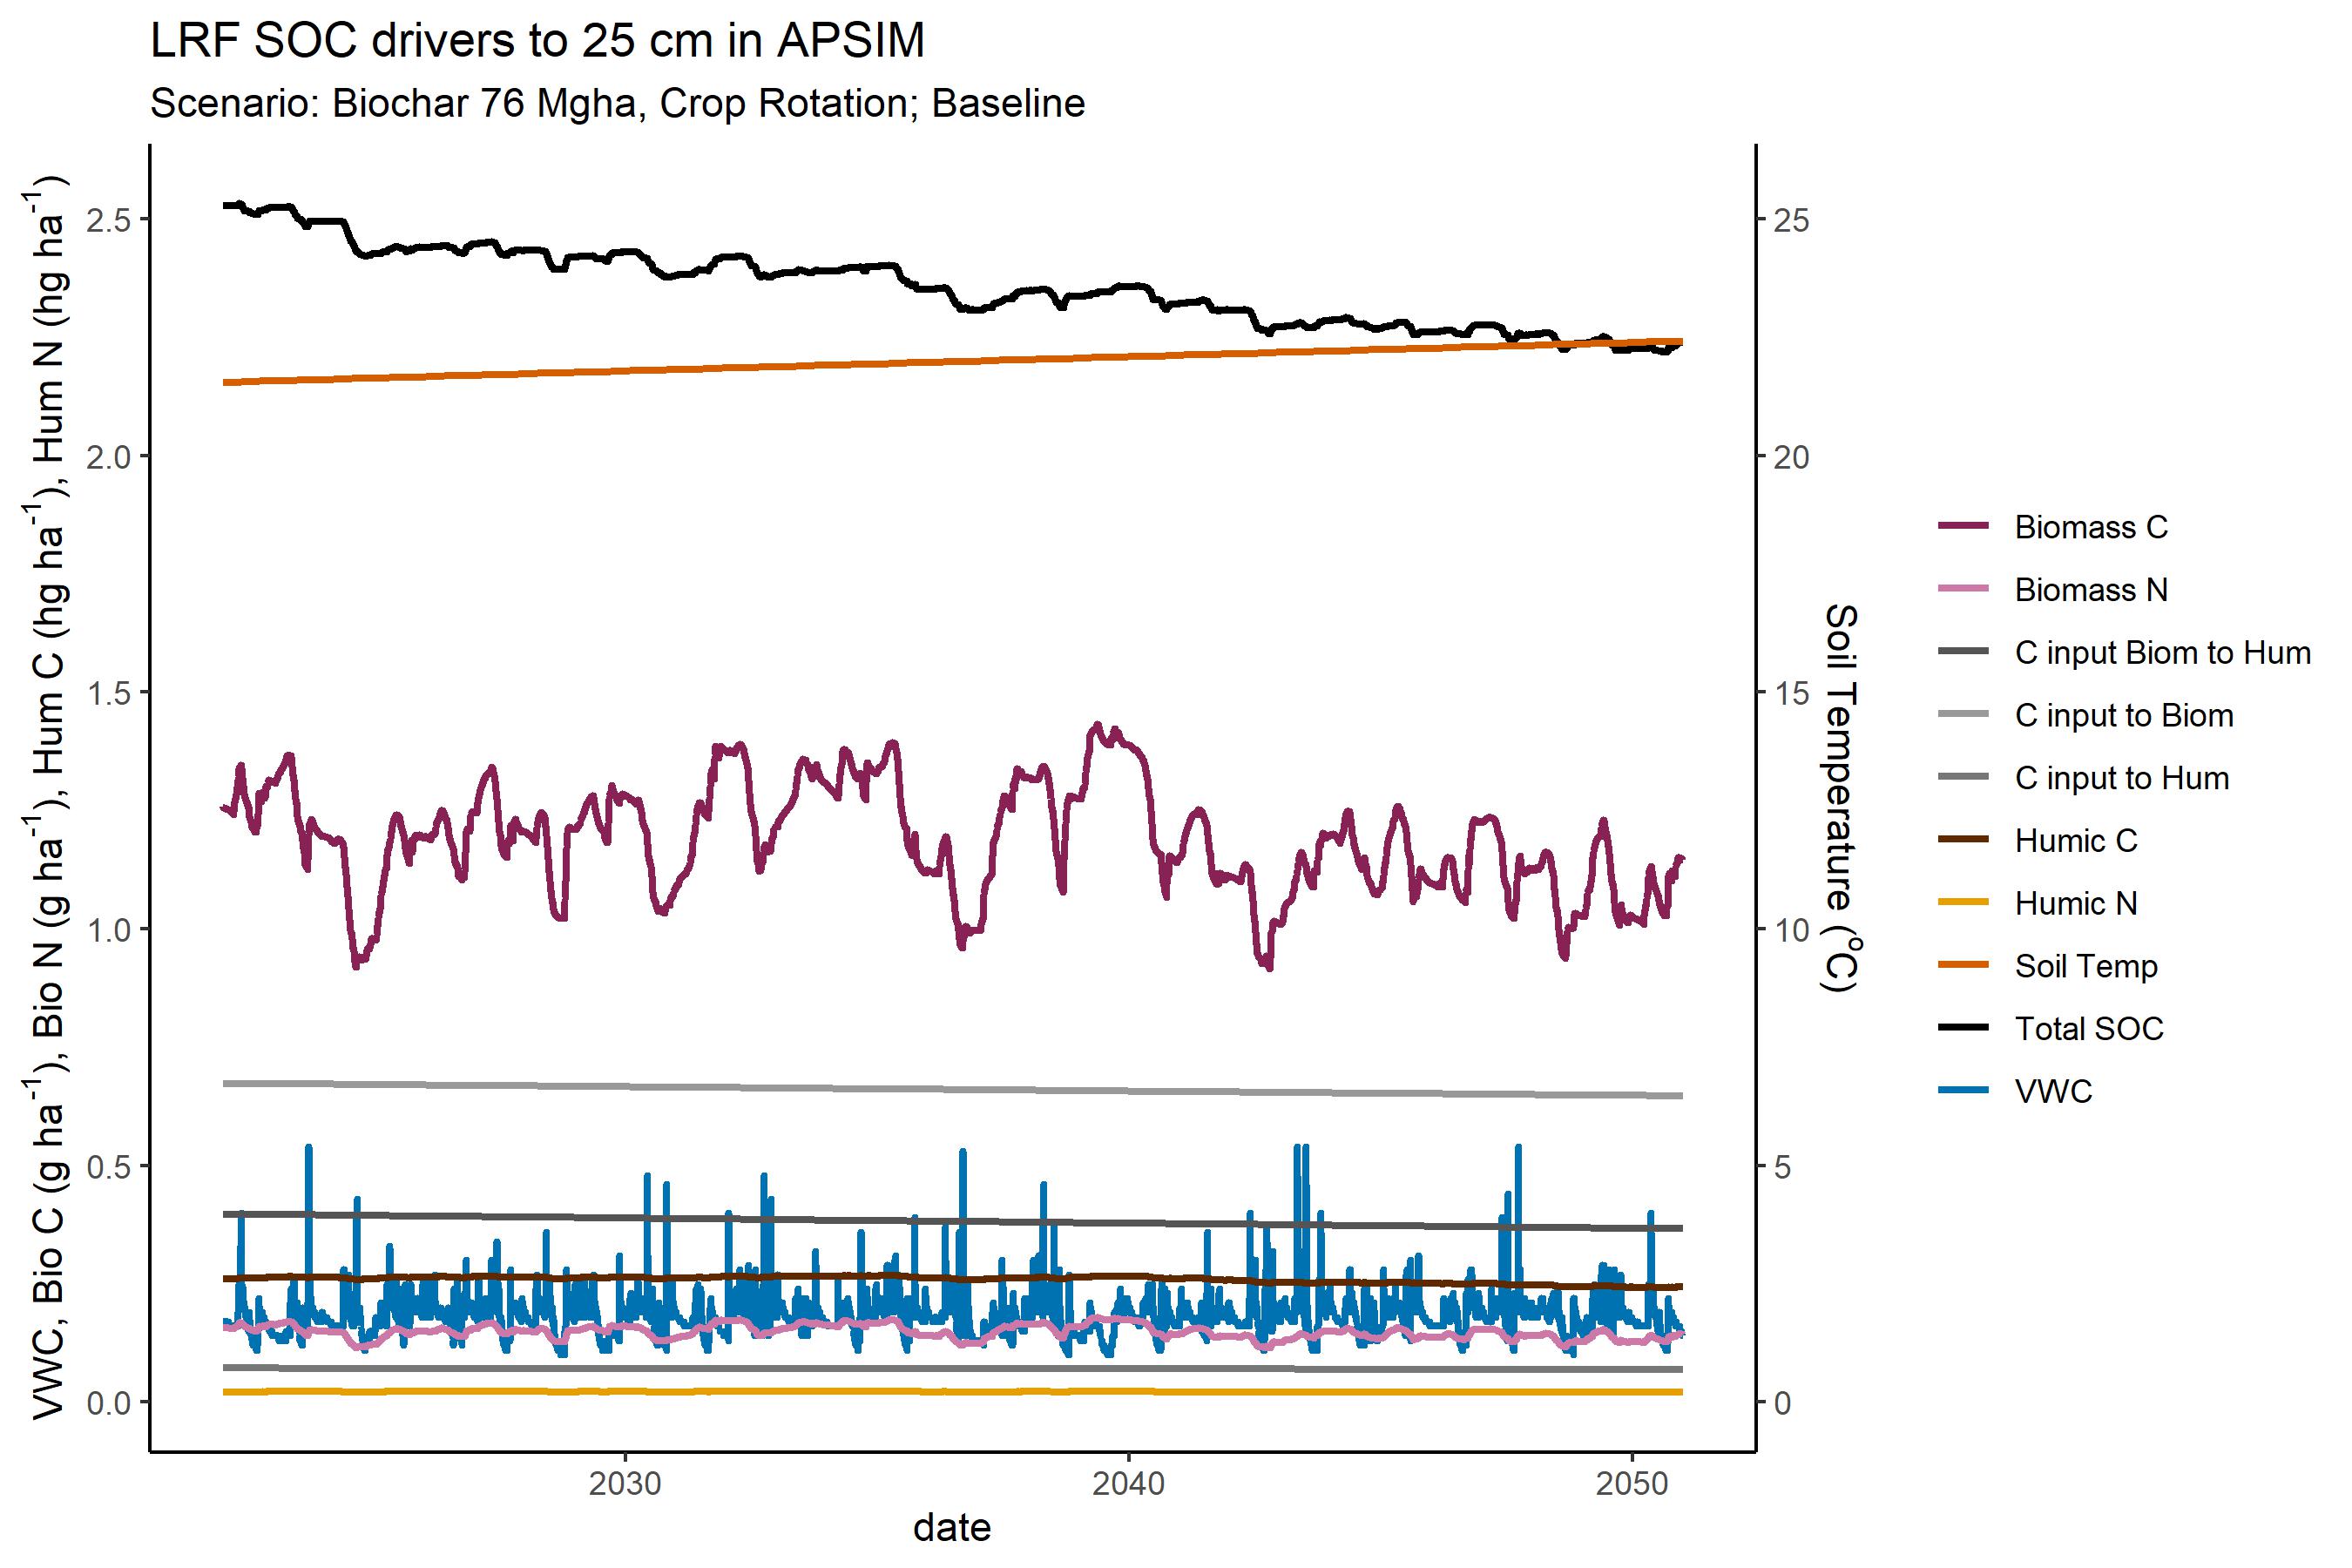 LRF SOC drivers to 25 cm in APSIM
Scenario: Biochar 76 Mgha, Crop Rotation; Baseline
VWC, Bio C (g ha⁻¹), Bio N (g ha⁻¹), Hum C (hg ha⁻¹), Hum N (hg ha⁻¹)
2.5
2.0
1.5
1.0
0.5
0.0
25
20
15
10
5
0
Soil Temperature (ºC)
2030
2040
2050
date
Biomass C
Biomass N
C input Biom to Hum
C input to Biom
C input to Hum
Humic C
Humic N
Soil Temp
Total SOC
VWC